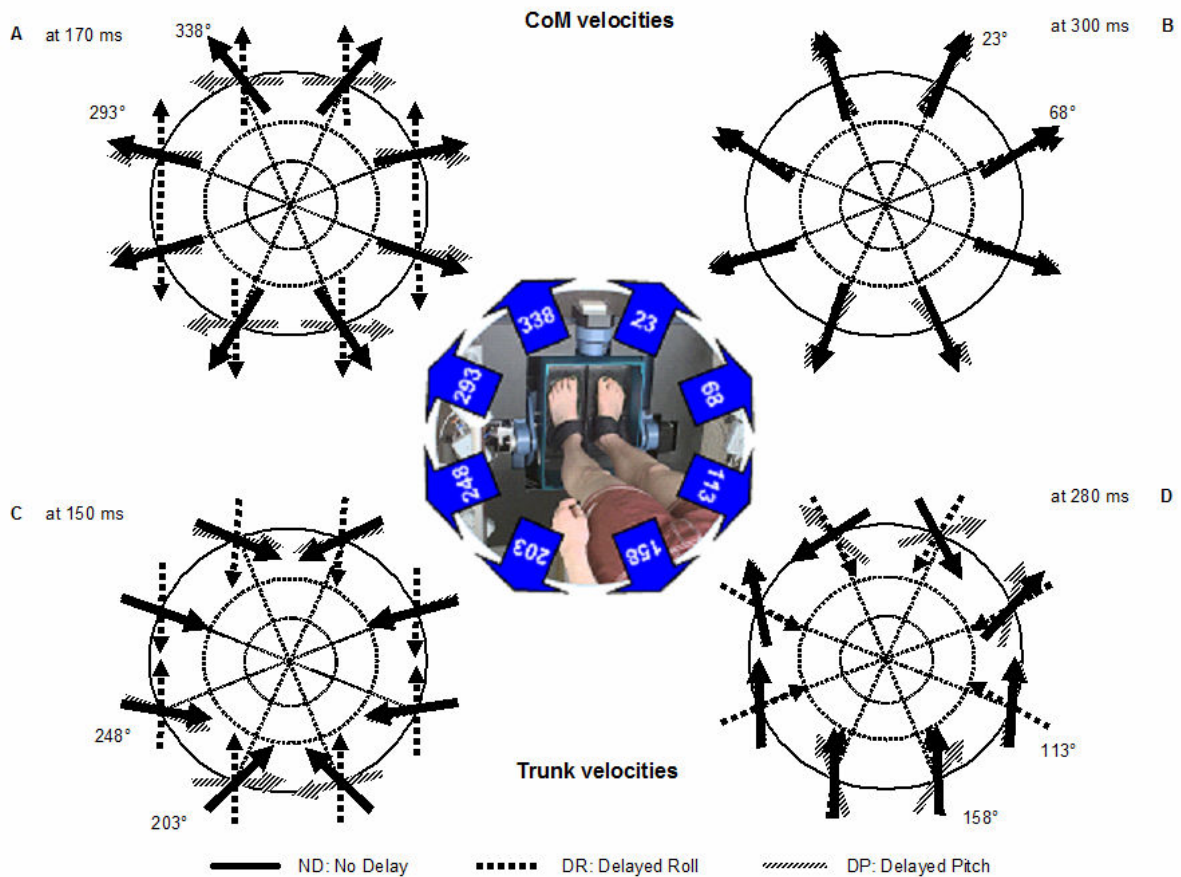 CoM velocities
A at 170 ms
338°
293°
23°
at 300 ms B
68°
338
23
293
68
248
113
203
158
C at 150 ms
at 280 ms D
248°
113°
Trunk velocities
203°
158°
ND: No Delay
DR: Delayed Roll
DP: Delayed Pitch